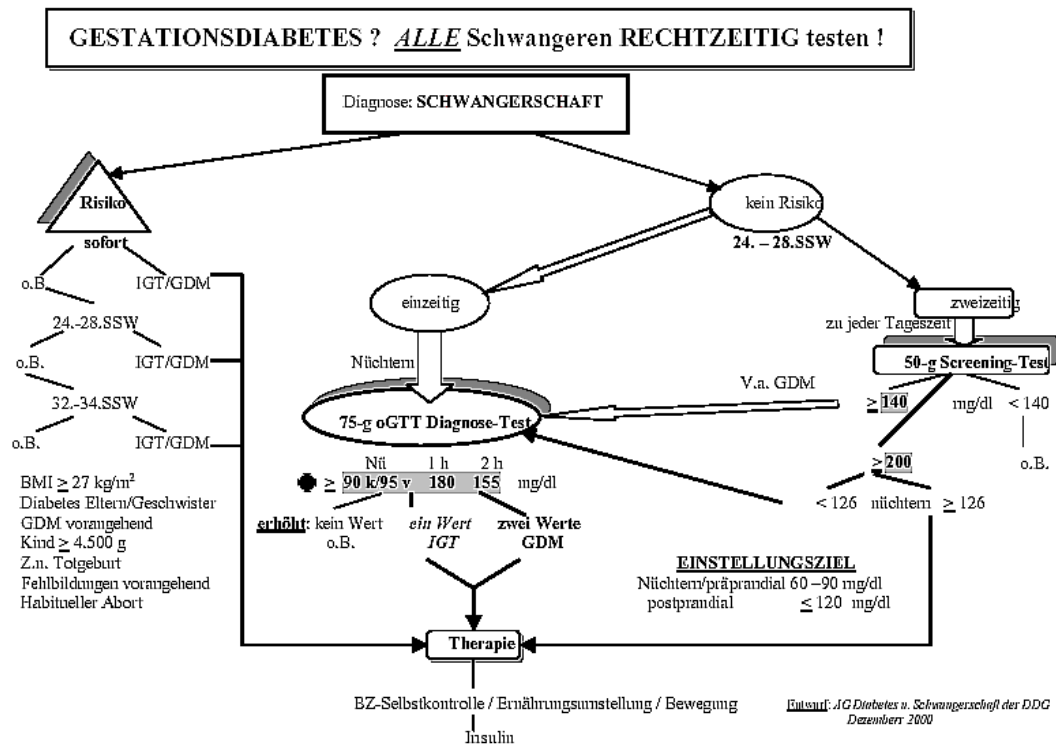 GESTATIONSDIABETES ? ALLE Schwangeren RECHTZEITIG testen !
Diagnose: SCHWANGERSCHAFT
Risiko
sofort
o.B. IGT/GDM
24.-28.SSW
o.B. IGT/GDM
32.-34.SSW
o.B. IGT/GDM
BMI ≥ 27 kg/m²
Diabetes Eltern/Geschwister
GDM vorangehend
Kind ≥ 4.500 g
Z.n. Totgeburt
Fehlbildungen vorangehend
Habitueller Abort
kein Risiko
24. – 28.SSW
einzeitig
Nüchtern
75-g oGTT Diagnose-Test
Nü 1 h 2 h
≥ 90 k/95 v 180 155 mg/dl
erhöht: kein Wert ein Wert zwei Werte
o.B. IGT GDM
zweizeitig
zu jeder Tageszeit
50-g Screening-Test
V.a. GDM
≥ 140 mg/dl < 140
≥ 200 o.B.
< 126 nüchtern ≥ 126
EINSTELLUNGSZIEL
Nüchtern/präprandial 60 –90 mg/dl
postprandial ≤ 120 mg/dl
Therapie
BZ-Selbstkontrolle / Ernährungsumstellung / Bewegung
Insulin
Entwurf: AG Diabetes u. Schwangerschaft der DDG
Dezemberr 2000